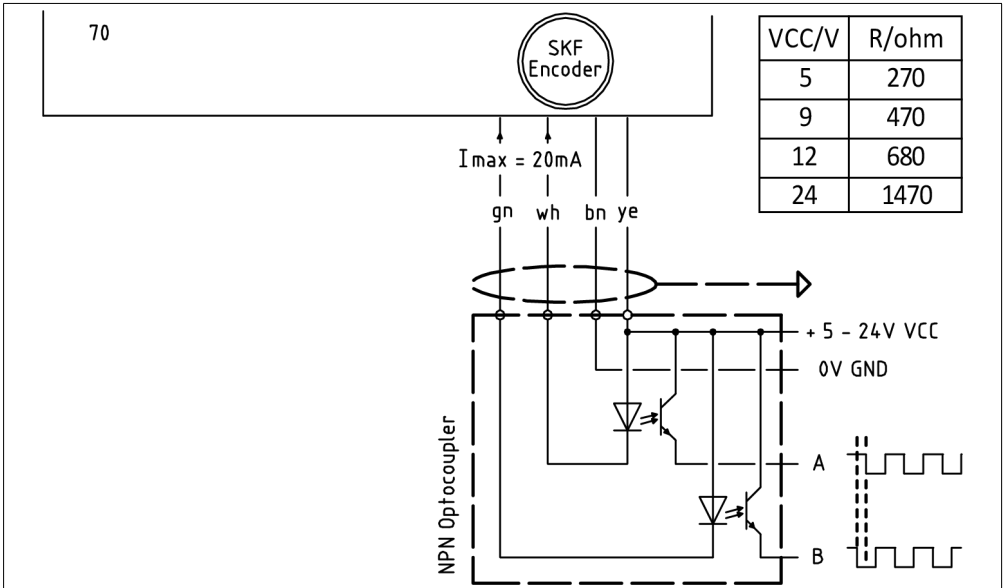 70
SKF
Encoder
VCC/V R/ohm
5 270
9 470
12 680
24 1470
Imax = 20mA
gn wh bn ye
+ 5 - 24V VCC
0V GND
NPN Optocoupler
A
B